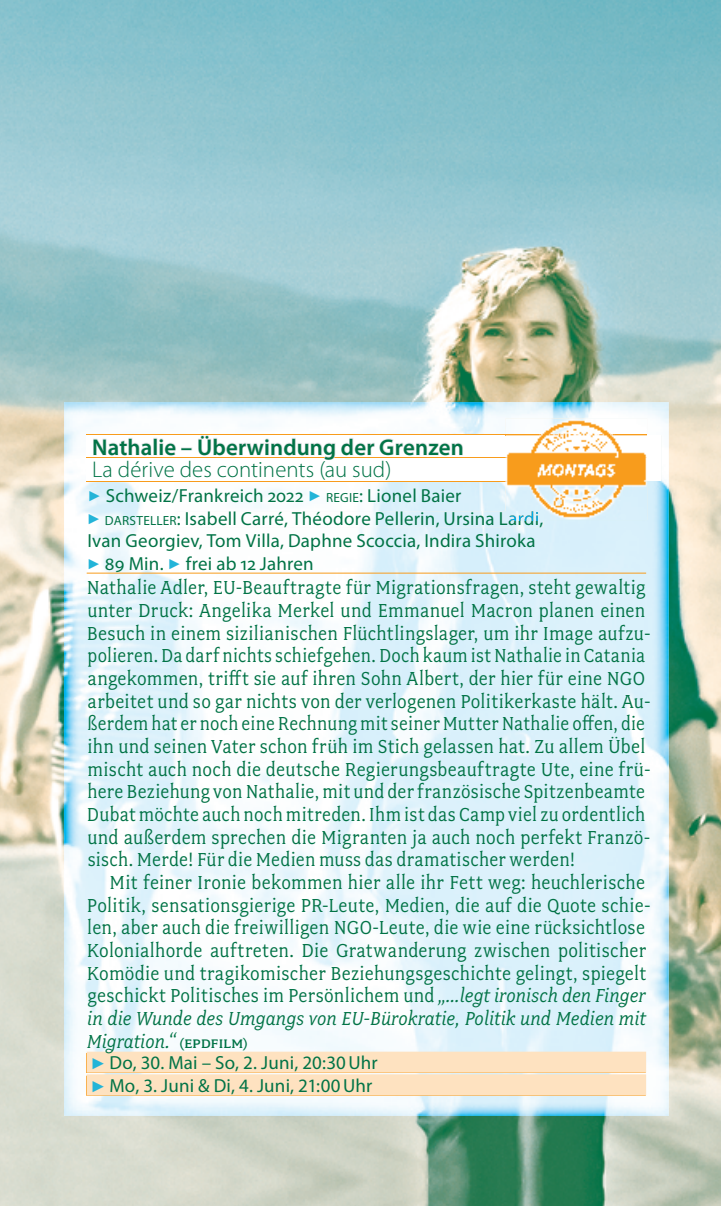 Nathalie – Überwindung der Grenzen
La dérive des continents (au sud)
MONTAGS
▶ Schweiz/Frankreich 2022 ▶ REGIE: Lionel Baier
▶ DARSTELLER: Isabell Carré, Théodore Pellerin, Ursina Lardi,
Ivan Georgiev, Tom Villa, Daphne Scoccia, Indira Shiroka
▶ 89 Min. ▶ frei ab 12 Jahren
Nathalie Adler, EU-Beauftragte für Migrationsfragen, steht gewaltig
unter Druck: Angelika Merkel und Emmanuel Macron planen einen
Besuch in einem sizilianischen Flüchtlingslager, um ihr Image aufzu-
polieren. Da darf nichts schiefgehen. Doch kaum ist Nathalie in Catania
angekommen, trifft sie auf ihren Sohn Albert, der hier für eine NGO
arbeitet und so gar nichts von der verlogenen Politikerkaste hält. Au-
ßerdem hat er noch eine Rechnung mit seiner Mutter Nathalie offen, die
ihn und seinen Vater schon früh im Stich gelassen hat. Zu allem Übel
mischt auch noch die deutsche Regierungsbeauftragte Ute, eine frü-
here Beziehung von Nathalie, mit und der französische Spitzenbeamte
Dubat möchte auch noch mitreden. Ihm ist das Camp viel zu ordentlich
und außerdem sprechen die Migranten ja auch noch perfekt Franzö-
sisch. Merde! Für die Medien muss das dramatischer werden!
Mit feiner Ironie bekommen hier alle ihr Fett weg: heuchlerische
Politik, sensationsgierige PR-Leute, Medien, die auf die Quote schie-
len, aber auch die freiwilligen NGO-Leute, die wie eine rücksichtlose
Kolonialhorde auftreten. Die Gratwanderung zwischen politischer
Komödie und tragikomischer Beziehungsgeschichte gelingt, spiegelt
geschickt Politisches im Persönlichem und „...legt ironisch den Finger
in die Wunde des Umgangs von EU-Bürokratie, Politik und Medien mit
Migration.“ (EPDFILM)
▶ Do, 30. Mai – So, 2. Juni, 20:30 Uhr
▶ Mo, 3. Juni & Di, 4. Juni, 21:00 Uhr